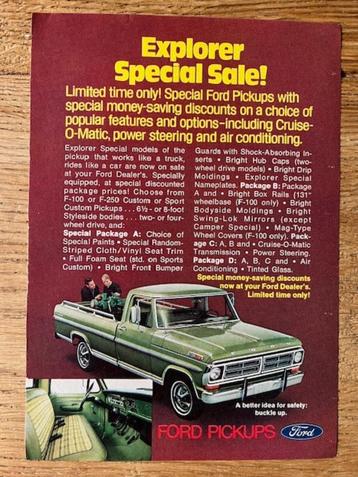 Explorer
Special Sale!
Limited time only! Special Ford Pickups with
special money-saving discounts on a choice of
popular features and options–including Cruise-
O-Matic, power steering and air conditioning.
Explorer Special models of the
pickup that works like a truck,
rides like a car are now on sale
at your Ford Dealer's. Specially
equipped, at special discounted
package prices! Choose from
F-100 or F-250 Custom or Sport
Custom Pickups... 6½- or 8-foot
Styleside bodies . . . two- or four-
wheel drive, and:
Special Package A: Choice of
Special Paints • Special Random-
Striped Cloth/Vinyl Seat Trim
• Full Foam Seat (std. on Sports
Custom) • Bright Front Bumper
Guards with Shock-Absorbing In-
serts • Bright Hub Caps (two-
wheel drive models) • Bright Drip
Moldings • Explorer Special
Nameplates. Package B: Package
A and • Bright Box Rails (131"
wheelbase (F-100 only) • Bright
Bodyside Moldings • Bright
Swing-Lok Mirrors (except
Camper Special) • Mag-Type
Wheel Covers (F-100 only). Pack-
age C: A, B and • Cruise-O-Matic
Transmission • Power Steering.
Package D: A, B, C and • Air
Conditioning • Tinted Glass.
Special money-saving discounts
now at your Ford Dealer's.
Limited time only!
A better idea for safety:
buckle up.
FORD PICKUPS
Ford